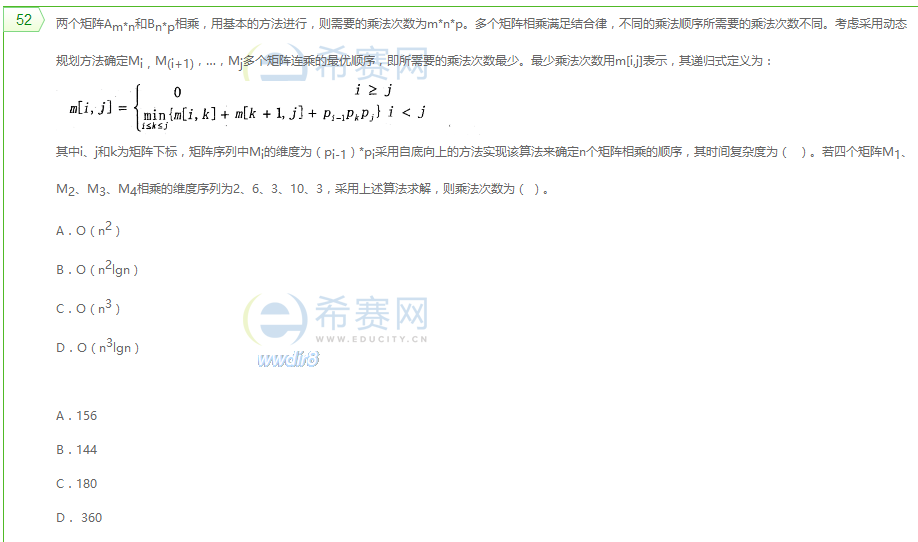 52
两个矩阵Am*n和Bn*p相乘，用基本的方法进行，则需要的乘法次数为m*n*p。多个矩阵相乘满足结合律，不同的乘法顺序所需要的乘法次数不同。考虑采用动态
规划方法确定Mi，M(i+1)，…，Mj多个矩阵连乘的最优顺序，即所需要的乘法次数最少。最少乘法次数用m[i,j]表示，其递归式定义为：
m[i,j] = { 0 i ≥ j
min i≤k≤j {m[i,k] + m[k+1,j] + pi-1pkpj} i < j
其中i、j和k为矩阵下标，矩阵序列中Mi的维度为（pi-1）*pi采用自底向上的方法实现该算法来确定n个矩阵相乘的顺序，其时间复杂度为（ ）。若四个矩阵M1、
M2、M3、M4相乘的维度序列为2、6、3、10、3，采用上述算法求解，则乘法次数为（ ）。
A．O（n2）
B．O（n2lgn）
C．O（n3）
D．O（n3lgn）
A．156
B．144
C．180
D． 360
希赛网
希赛网
WWW.EDUCITY.CN
wwdir8